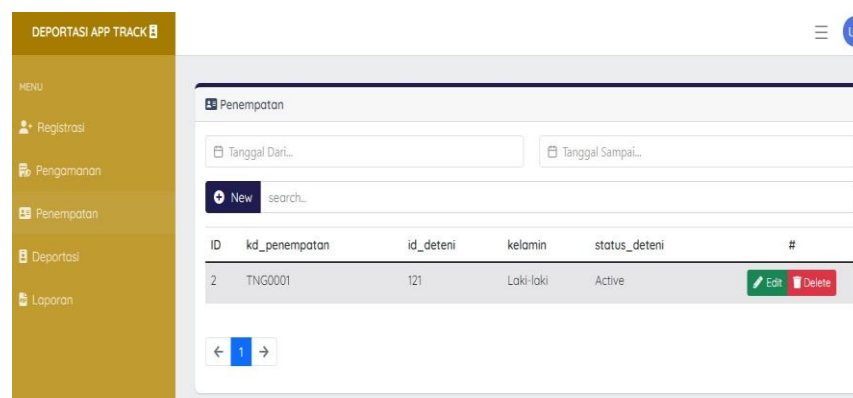 DEPORTASI APP TRACK
MENU
Registrasi
Pengamanan
Penempatan
Deportasi
Laporan
Penempatan
Tanggal Dari... Tanggal Sampai...
New search..
ID kd_penempatan id_deteni kelamin status_deteni #
2 TNG0001 121 Laki-laki Active Edit Delete
1